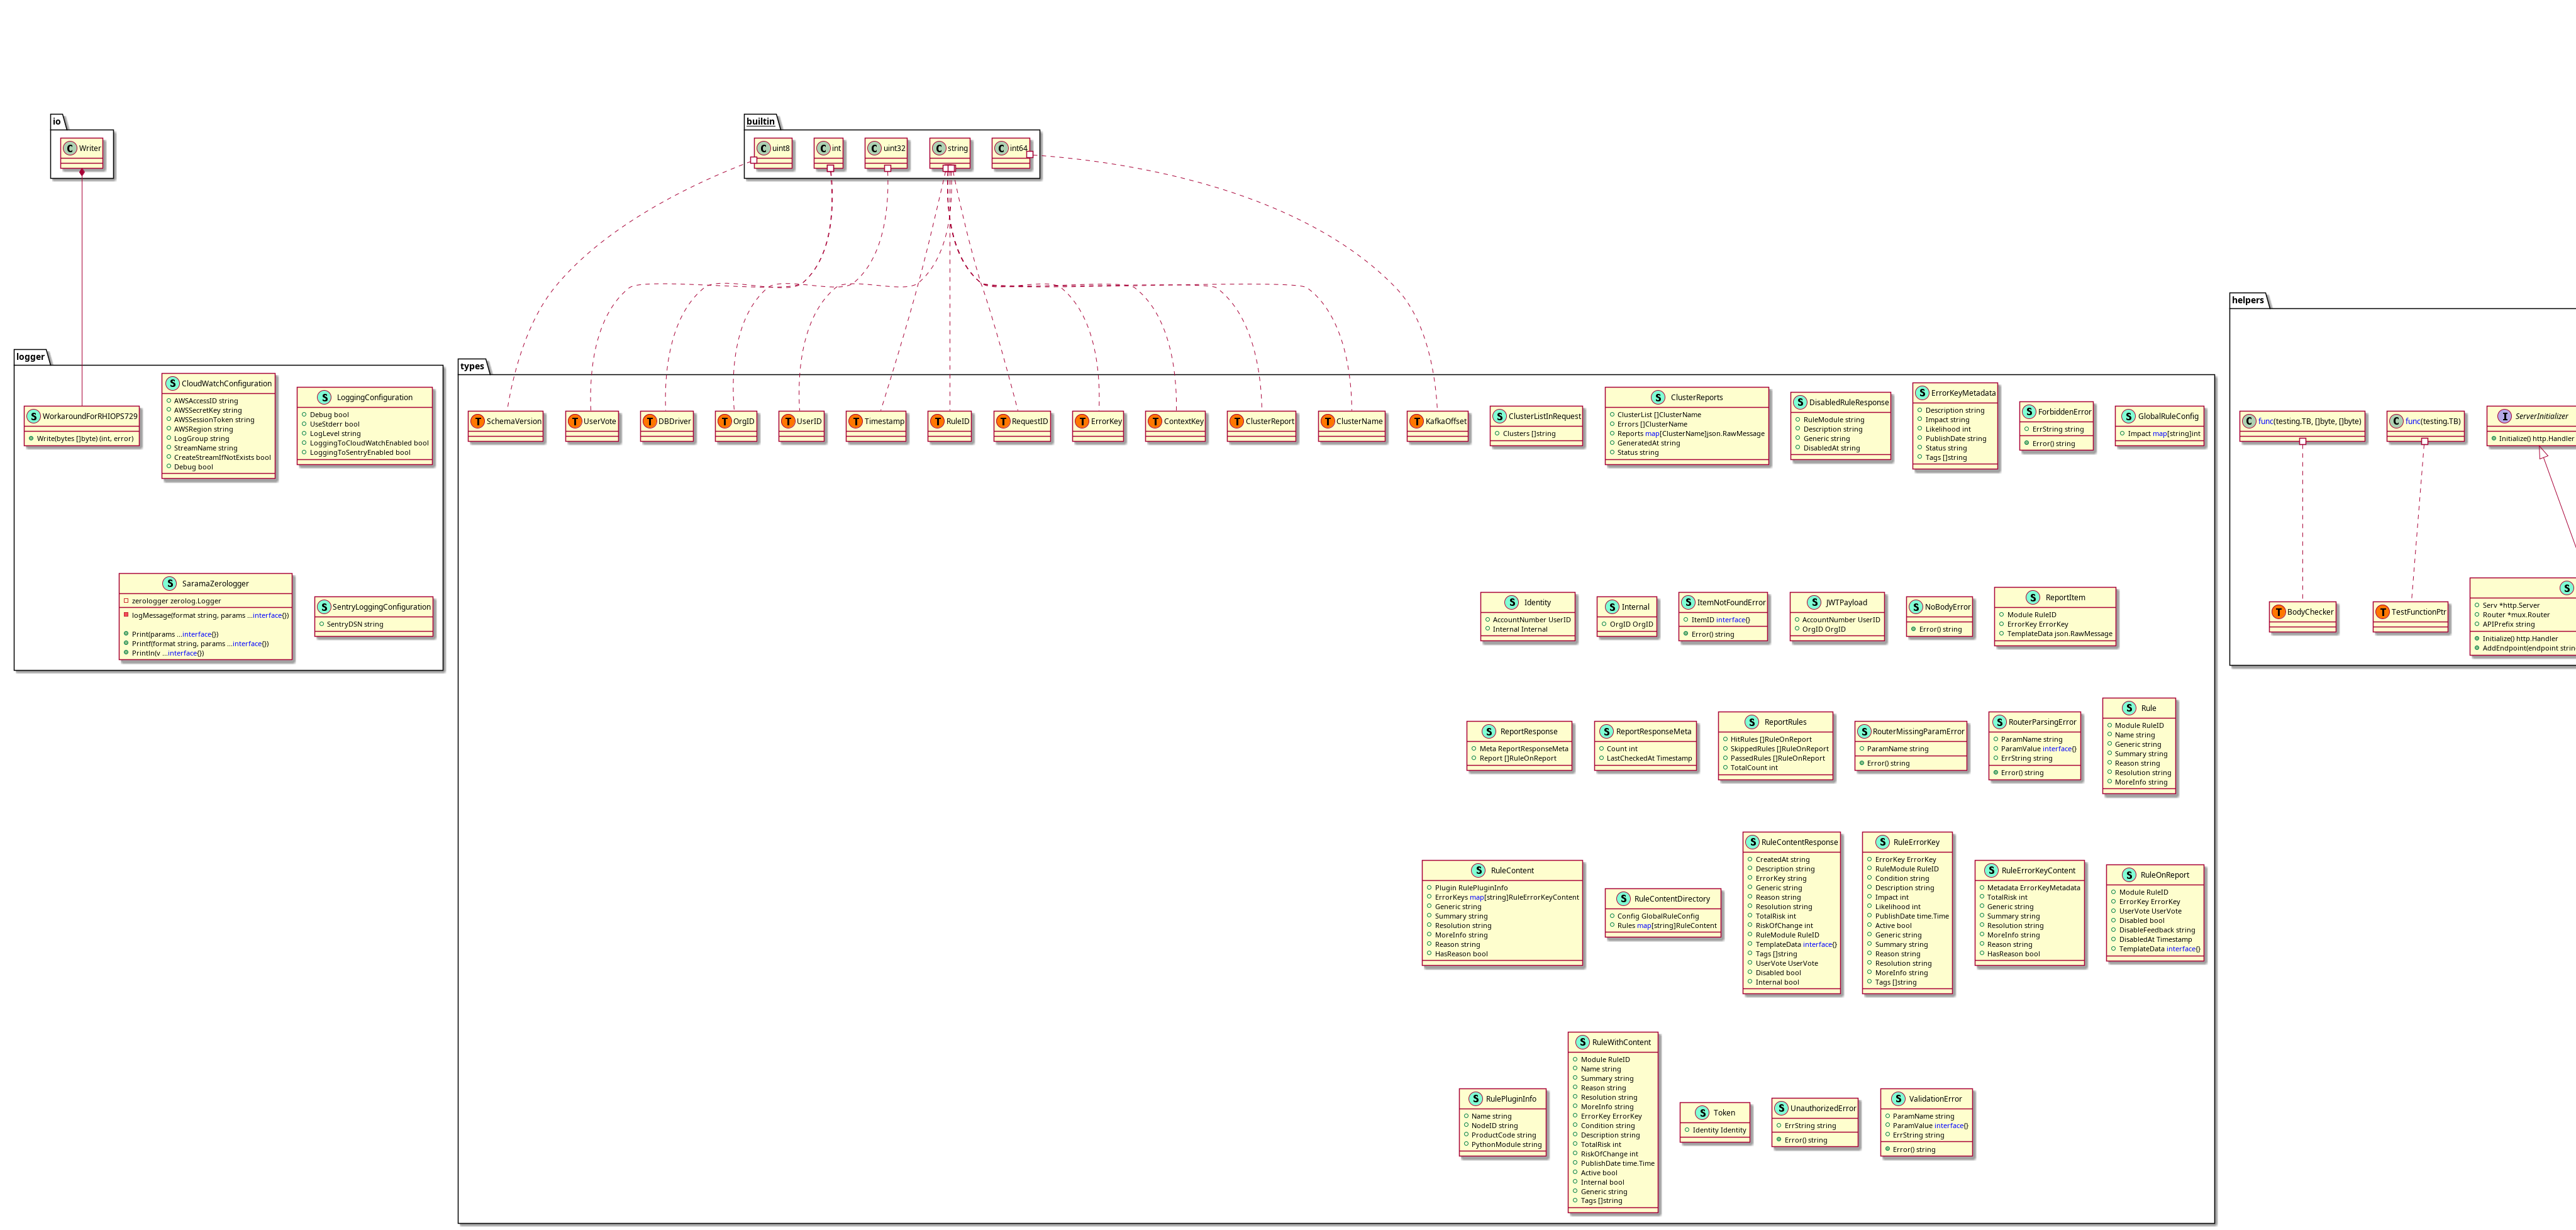 io
Writer
builtin
uint8
int
uint32
string
int64
logger
WorkaroundForRHIOPS729
Write(bytes []byte) (int, error)
CloudWatchConfiguration
AWSAccessID string
AWSSecretKey string
AWSSessionToken string
AWSRegion string
LogGroup string
StreamName string
CreateStreamIfNotExists bool
Debug bool
LoggingConfiguration
Debug bool
UseStderr bool
LogLevel string
LoggingToCloudWatchEnabled bool
LoggingToSentryEnabled bool
SaramaZerologger
zerologger zerolog.Logger
logMessage(format string, params ...interface{})
Print(params ...interface{})
Printf(format string, params ...interface{})
Println(v ...interface{})
SentryLoggingConfiguration
SentryDSN string
types
SchemaVersion
UserVote
DBDriver
OrgID
UserID
Timestamp
RuleID
RequestID
ErrorKey
ContextKey
ClusterReport
ClusterName
KafkaOffset
ClusterListInRequest
Clusters []string
ClusterReports
ClusterList []ClusterName
Errors []ClusterName
Reports map[ClusterName]json.RawMessage
GeneratedAt string
Status string
DisabledRuleResponse
RuleModule string
Description string
Generic string
DisabledAt string
ErrorKeyMetadata
Description string
Impact string
Likelihood int
PublishDate string
Status string
Tags []string
ForbiddenError
ErrString string
Error() string
GlobalRuleConfig
Impact map[string]int
Identity
AccountNumber UserID
Internal Internal
Internal
OrgID OrgID
ItemNotFoundError
ItemID interface{}
Error() string
JWTPayload
AccountNumber UserID
OrgID OrgID
NoBodyError
Error() string
ReportItem
Module RuleID
ErrorKey ErrorKey
TemplateData json.RawMessage
ReportResponse
Meta ReportResponseMeta
Report []RuleOnReport
ReportResponseMeta
Count int
LastCheckedAt Timestamp
ReportRules
HitRules []RuleOnReport
SkippedRules []RuleOnReport
PassedRules []RuleOnReport
TotalCount int
RouterMissingParamError
ParamName string
Error() string
RouterParsingError
ParamName string
ParamValue interface{}
ErrString string
Error() string
Rule
Module RuleID
Name string
Generic string
Summary string
Reason string
Resolution string
MoreInfo string
RuleContent
Plugin RulePluginInfo
ErrorKeys map[string]RuleErrorKeyContent
Generic string
Summary string
Resolution string
MoreInfo string
Reason string
HasReason bool
RuleContentDirectory
Config GlobalRuleConfig
Rules map[string]RuleContent
RuleContentResponse
CreatedAt string
Description string
ErrorKey string
Generic string
Reason string
Resolution string
TotalRisk int
RiskOfChange int
RuleModule RuleID
TemplateData interface{}
Tags []string
UserVote UserVote
Disabled bool
Internal bool
RuleErrorKey
ErrorKey ErrorKey
RuleModule RuleID
Condition string
Description string
Impact int
Likelihood int
PublishDate time.Time
Active bool
Generic string
Summary string
Reason string
Resolution string
MoreInfo string
Tags []string
RuleErrorKeyContent
Metadata ErrorKeyMetadata
TotalRisk int
Generic string
Summary string
Resolution string
MoreInfo string
Reason string
HasReason bool
RuleOnReport
Module RuleID
ErrorKey ErrorKey
UserVote UserVote
Disabled bool
DisableFeedback string
DisabledAt Timestamp
TemplateData interface{}
RulePluginInfo
Name string
NodeID string
ProductCode string
PythonModule string
RuleWithContent
Module RuleID
Name string
Summary string
Reason string
Resolution string
MoreInfo string
ErrorKey ErrorKey
Condition string
Description string
TotalRisk int
RiskOfChange int
PublishDate time.Time
Active bool
Internal bool
Generic string
Tags []string
Token
Identity Identity
UnauthorizedError
ErrString string
Error() string
ValidationError
ParamName string
ParamValue interface{}
ErrString string
Error() string
helpers
func(testing.TB, []byte, []byte)
func(testing.TB)
ServerInitializer
Initialize() http.Handler
BodyChecker
TestFunctionPtr
Serv *http.Server
Router *mux.Router
APIPrefix string
Initialize() http.Handler
AddEndpoint(endpoint strin